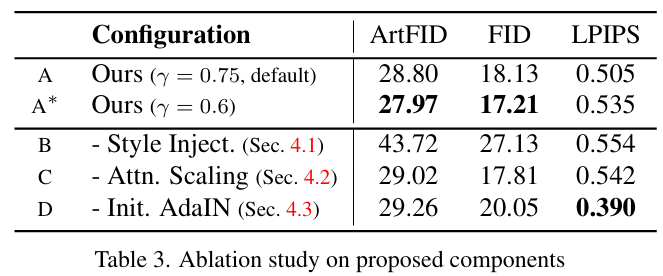 Configuration ArtFID FID LPIPS
A Ours (γ = 0.75, default) 28.80 18.13 0.505
A* Ours (γ = 0.6) 27.97 17.21 0.535
B - Style Inject. (Sec. 4.1) 43.72 27.13 0.554
C - Attn. Scaling (Sec. 4.2) 29.02 17.81 0.542
D - Init. AdaIN (Sec. 4.3) 29.26 20.05 0.390
Table 3. Ablation study on proposed components